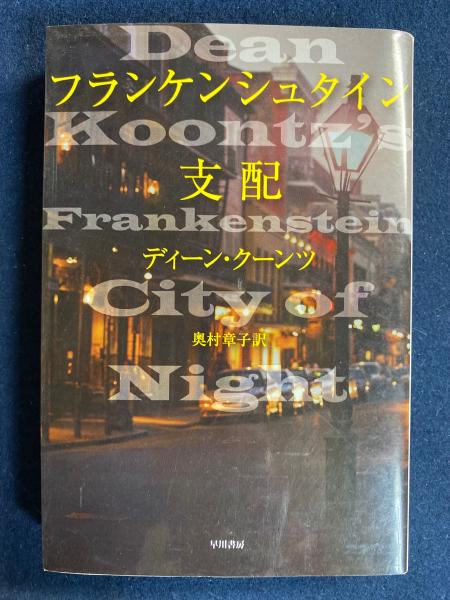 Dean
フランケンシュタイン
Koontz's
支配
Frankenstein
ディーン・クーンツ
City of
奥村章子訳
Night
早川書房